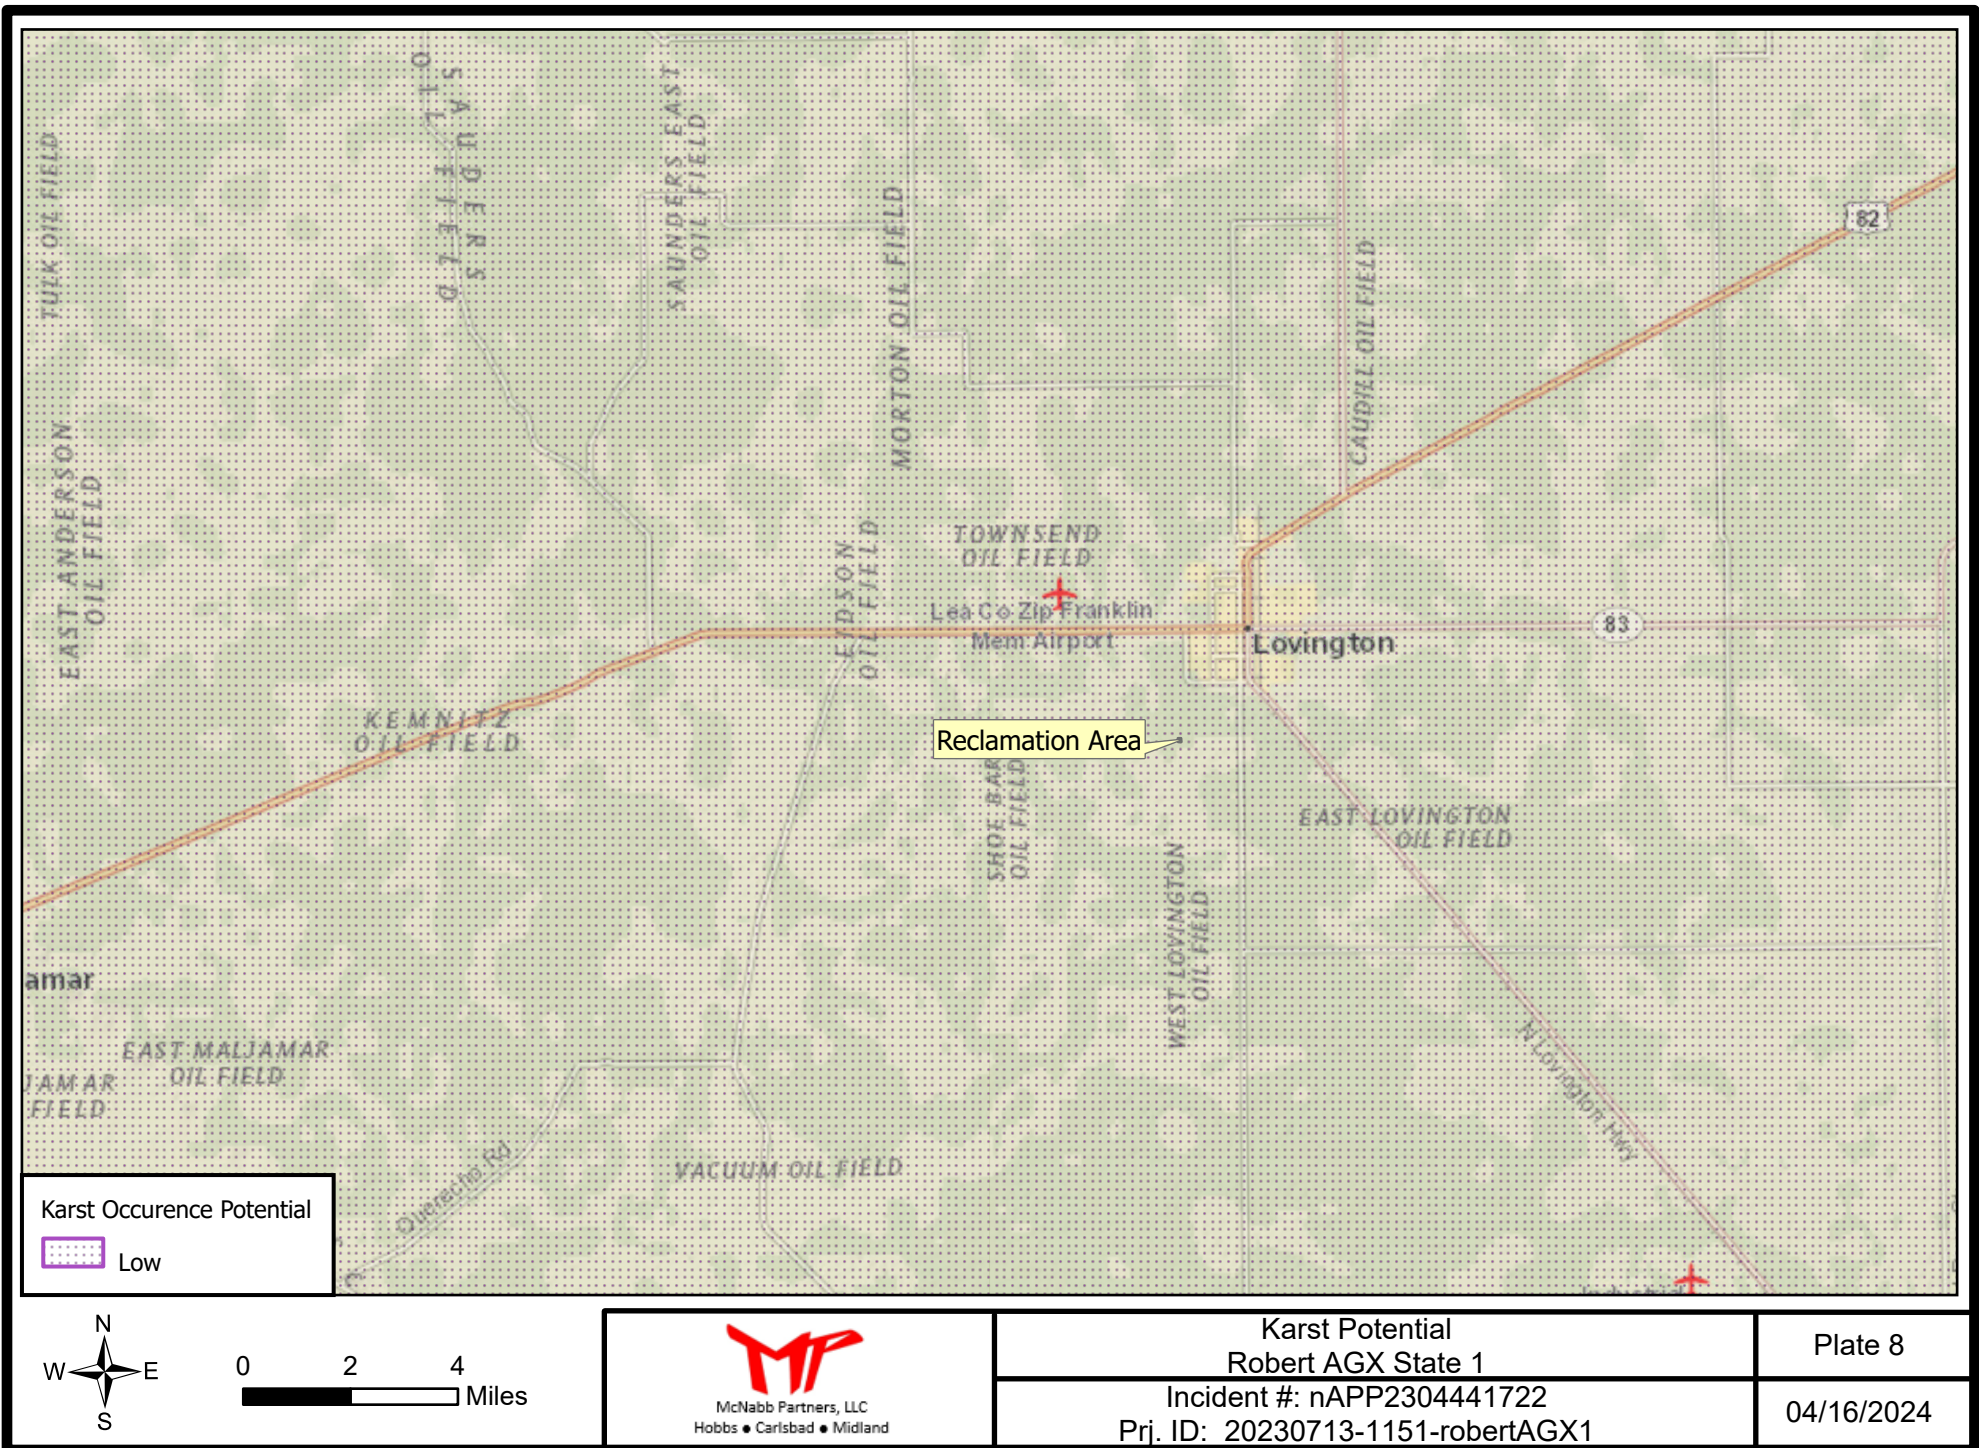 SAUDERS
OIL FIELD
TULK OIL FIELD
SAUNDERS EAST
OIL FIELD
MORTON OIL FIELD
82
CAUDILL OIL FIELD
EAST ANDERSON
OIL FIELD
EIDSON
OIL FIELD
TOWNSEND
OIL FIELD
Lea Co Zip Franklin
Mem Airport
Lovington
83
KEMNITZ
OIL FIELD
Reclamation Area
SHOE BAR
OIL FIELD
EAST LOVINGTON
OIL FIELD
WEST LOVINGTON
OIL FIELD
amar
EAST MALJAMAR
OIL FIELD
JAMAR
FIELD
N Lovington Hwy
VACUUM OIL FIELD
Querecho Rd
Industrial
Karst Occurence Potential
Low
N
W E
S
0 2 4
Miles
McNabb Partners, LLC
Hobbs ● Carlsbad ● Midland
Karst Potential
Robert AGX State 1
Incident #: nAPP2304441722
Prj. ID: 20230713-1151-robertAGX1
Plate 8
04/16/2024